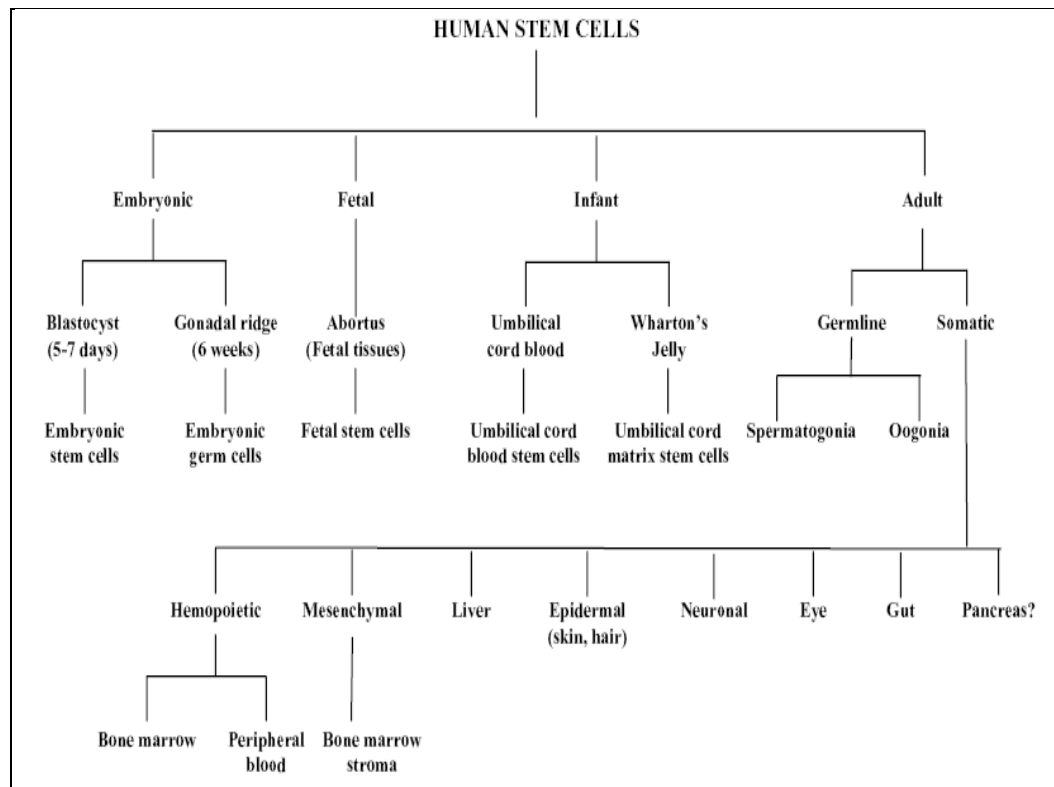 HUMAN STEM CELLS
Embryonic
Fetal
Infant
Adult
Blastocyst
(5-7 days)
Gonadal ridge
(6 weeks)
Abortus
(Fetal tissues)
Umbilical
cord blood
Wharton's
Jelly
Germline
Somatic
Embryonic
stem cells
Embryonic
germ cells
Fetal stem cells
Umbilical cord
blood stem cells
Umbilical cord
matrix stem cells
Spermatogonia
Oogonia
Hemopoietic
Mesenchymal
Liver
Epidermal
(skin, hair)
Neuronal
Eye
Gut
Pancreas?
Bone marrow
Peripheral
blood
Bone marrow
stroma